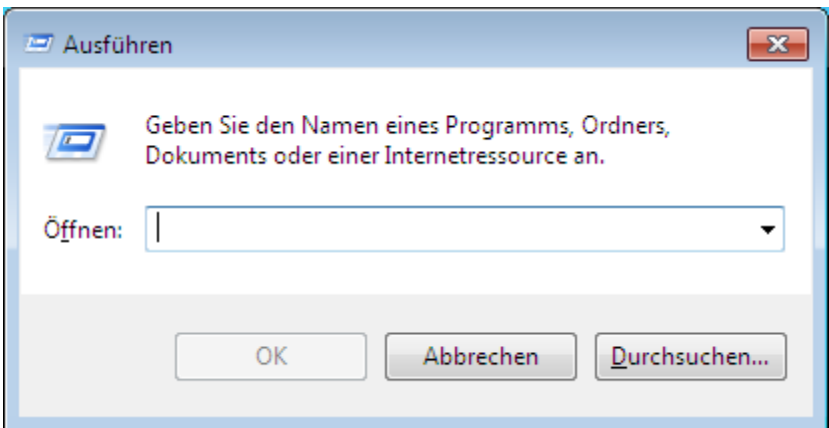 Ausführen
Geben Sie den Namen eines Programms, Ordners,
Dokuments oder einer Internetressource an.
Öffnen:
OK Abbrechen Durchsuchen...